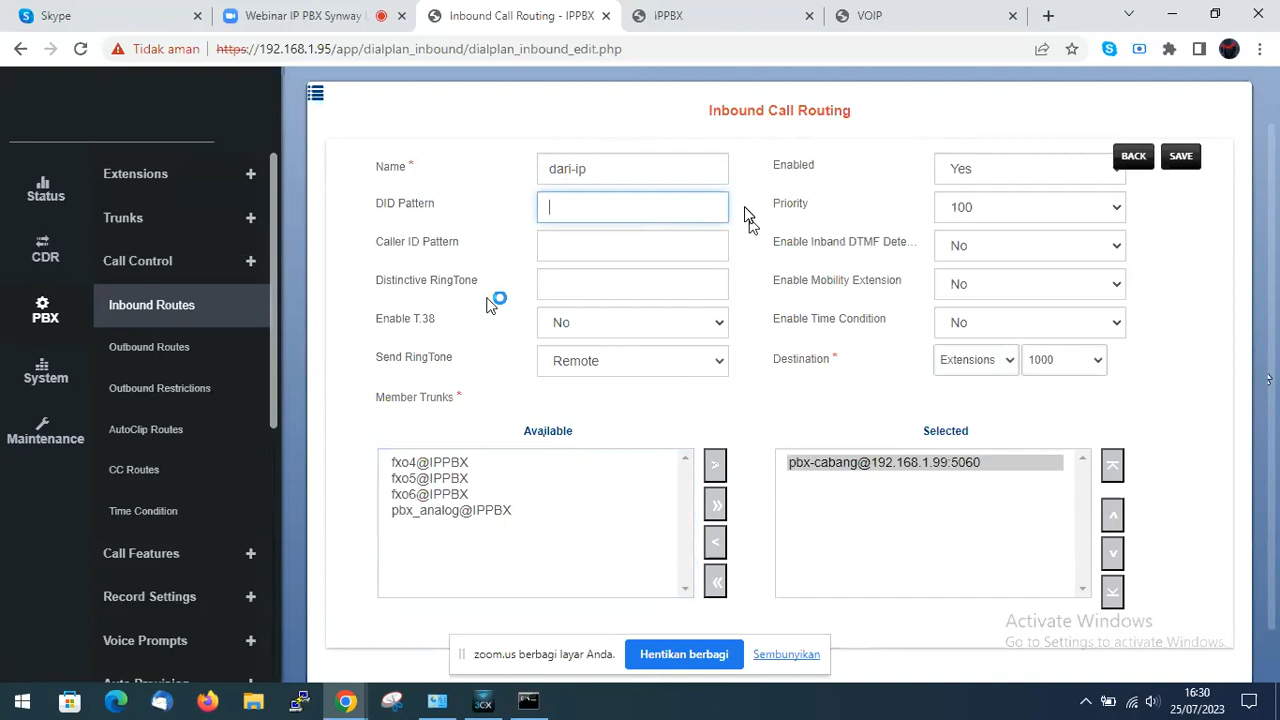 Skype
Webinar IP PBX Synway i
Inbound Call Routing - IPPBX
iPPBX
VOIP
Tidak aman
https://192.168.1.95/app/dialplan_inbound/dialplan_inbound_edit.php
Inbound Call Routing
BACK
SAVE
Status
CDR
PBX
System
Maintenance
Extensions +
Trunks +
Call Control +
Inbound Routes
Outbound Routes
Outbound Restrictions
AutoClip Routes
CC Routes
Time Condition
Call Features +
Record Settings +
Voice Prompts +
Name * dari-ip
Enabled Yes
DID Pattern
Priority 100
Caller ID Pattern
Enable Inband DTMF Dete... No
Distinctive RingTone
Enable Mobility Extension No
Enable T.38 No
Enable Time Condition No
Send RingTone Remote
Destination * Extensions 1000
Member Trunks *
Available
Selected
fxo4@IPPBX
fxo5@IPPBX
fxo6@IPPBX
pbx_analog@IPPBX
pbx-cabang@192.168.1.99:5060
Activate Windows
Go to Settings to activate Windows.
zoom.us berbagi layar Anda.
Hentikan berbagi
Sembunyikan
3CX
16:30
25/07/2023